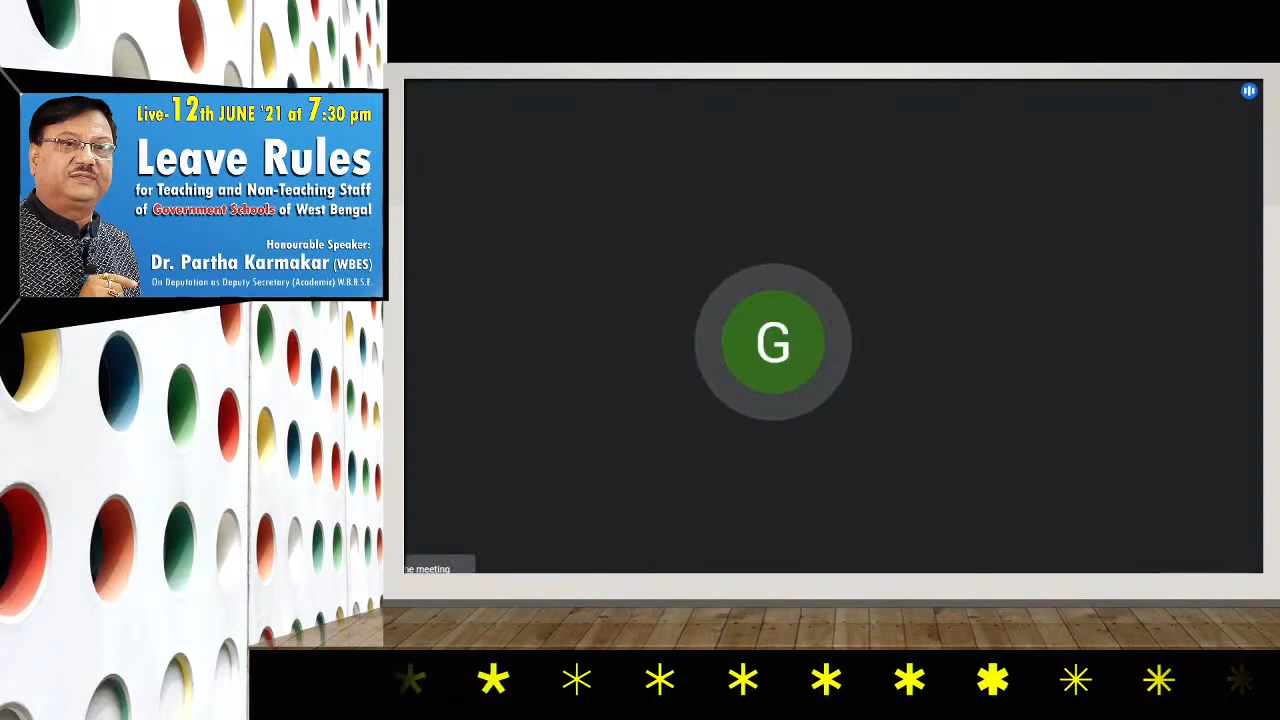 Live- 12th JUNE '21 at 7:30 pm
Leave Rules
for Teaching and Non-Teaching Staff
of Government Schools of West Bengal
Honourable Speaker:
Dr. Partha Karmakar (WBES)
On Deputation as Deputy Secretary (Academic) W.B.B.S.E.
G
he meeting